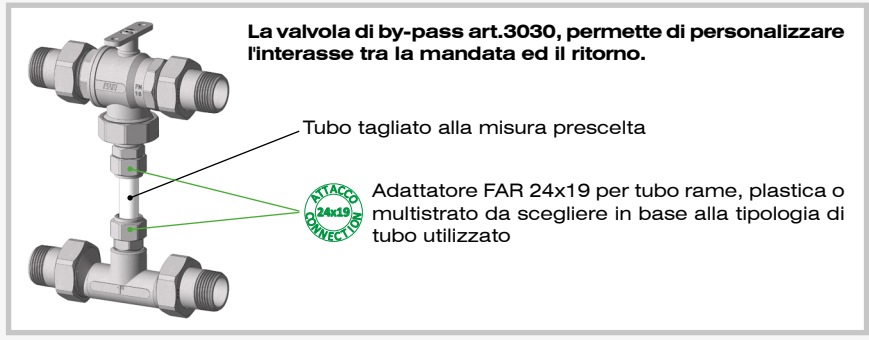 La valvola di by-pass art.3030, permette di personalizzare
l'interasse tra la mandata ed il ritorno.
Tubo tagliato alla misura prescelta
ATTACCO
24x19
CONNECTION
Adattatore FAR 24x19 per tubo rame, plastica o
multistrato da scegliere in base alla tipologia di
tubo utilizzato